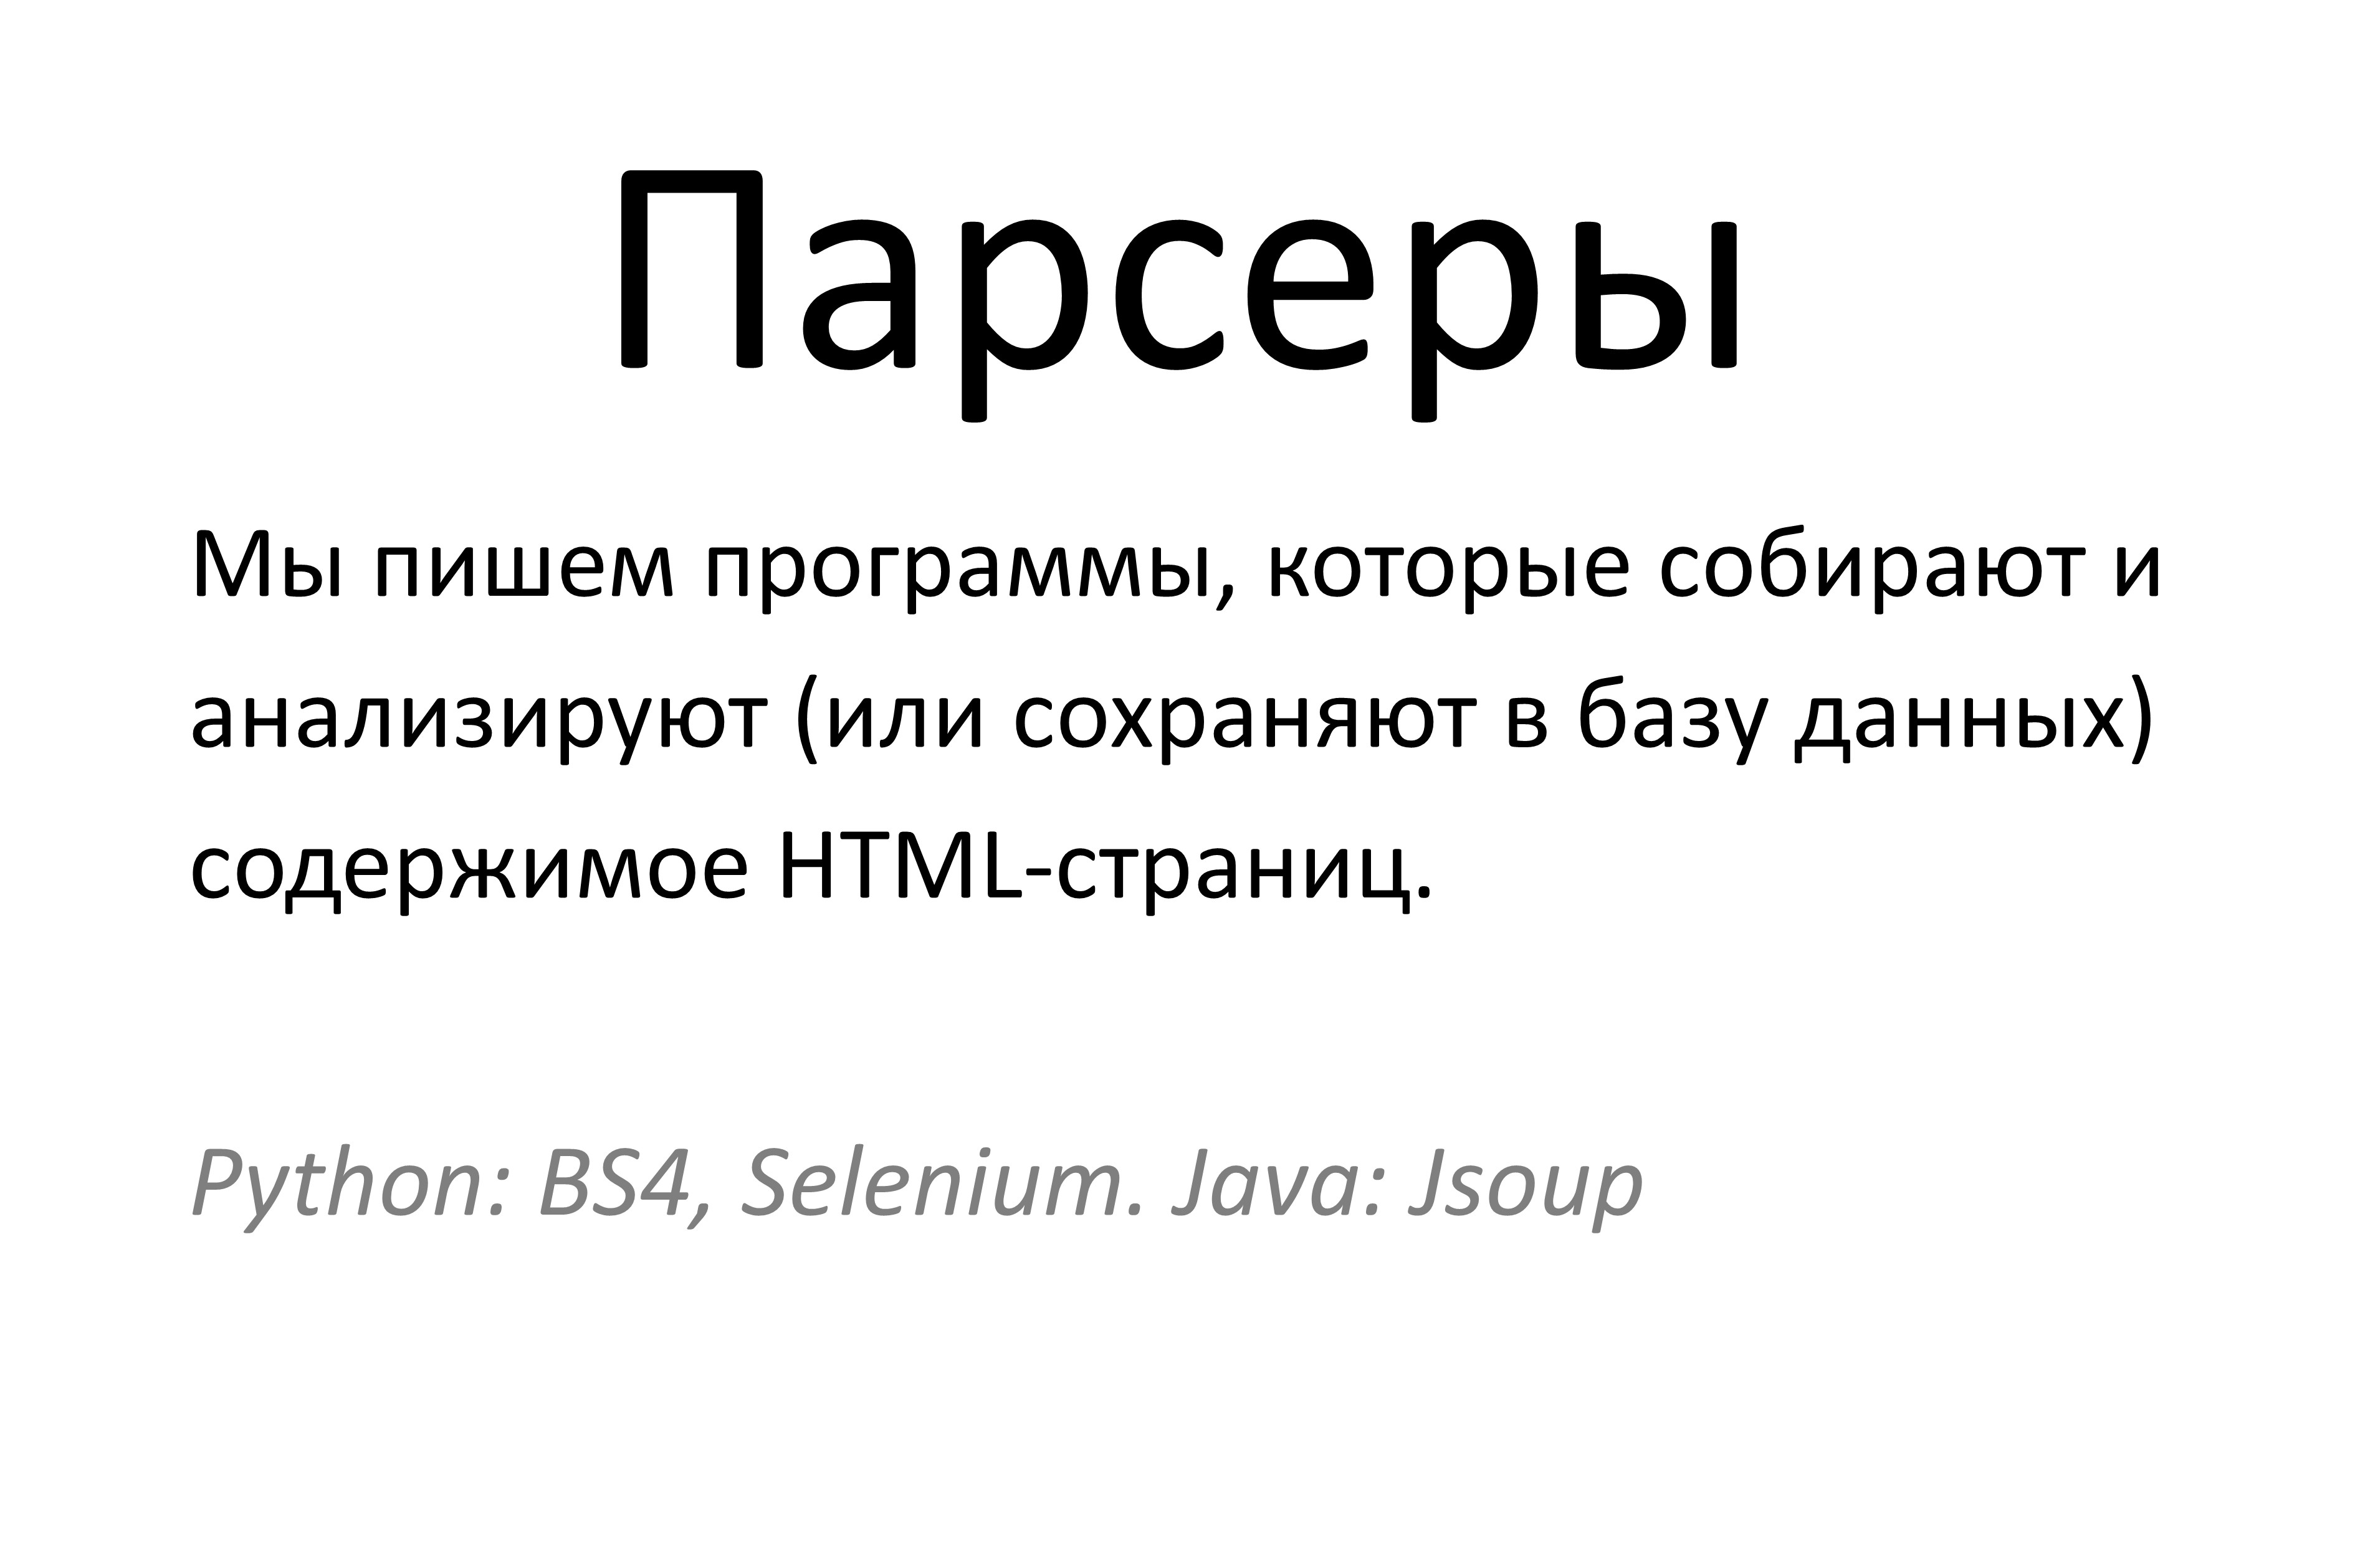 Парсеры
Мы пишем программы, которые собирают и
анализируют (или сохраняют в базу данных)
содержимое HTML-страниц.
Python: BS4, Selenium. Java: Jsoup